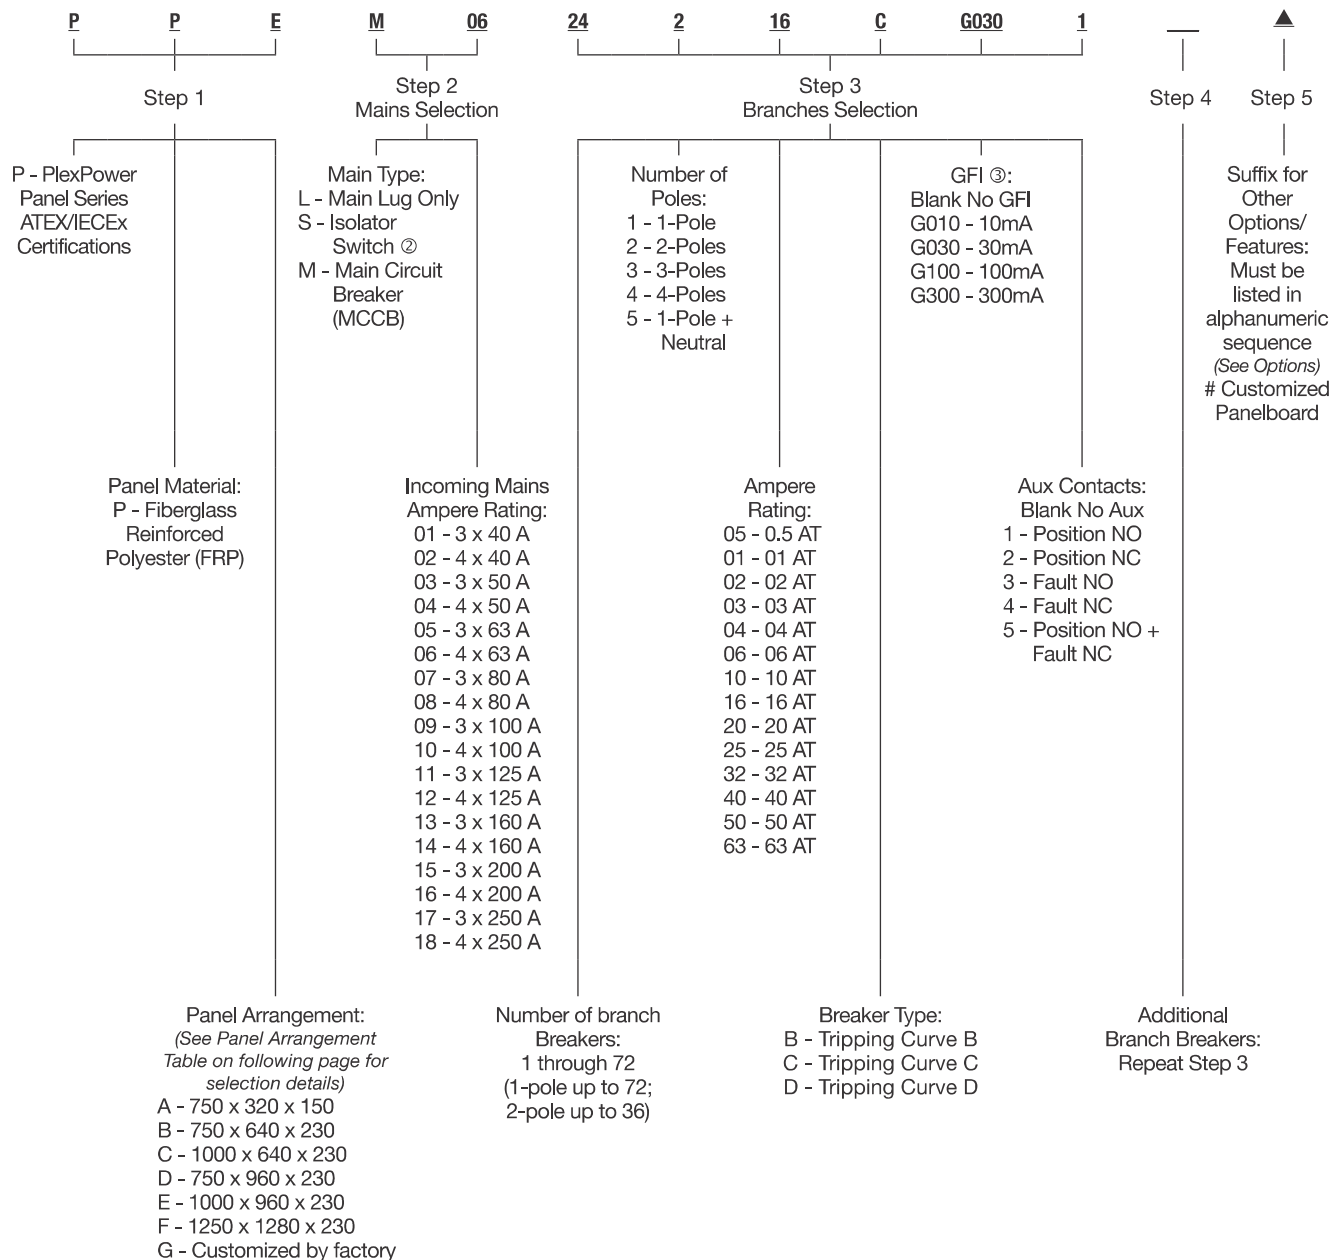 P P E M 06 24 2 16 C G030 1 ▲
Step 1
Step 2
Mains Selection
Step 3
Branches Selection
Step 4
Step 5
P - PlexPower
Panel Series
ATEX/IECEx
Certifications
Main Type:
L - Main Lug Only
S - Isolator
Switch ②
M - Main Circuit
Breaker
(MCCB)
Number of
Poles:
1 - 1-Pole
2 - 2-Poles
3 - 3-Poles
4 - 4-Poles
5 - 1-Pole +
Neutral
GFI ③:
Blank No GFI
G010 - 10mA
G030 - 30mA
G100 - 100mA
G300 - 300mA
Suffix for
Other
Options/
Features:
Must be
listed in
alphanumeric
sequence
(See Options)
# Customized
Panelboard
Panel Material:
P - Fiberglass
Reinforced
Polyester (FRP)
Incoming Mains
Ampere Rating:
01 - 3 x 40 A
02 - 4 x 40 A
03 - 3 x 50 A
04 - 4 x 50 A
05 - 3 x 63 A
06 - 4 x 63 A
07 - 3 x 80 A
08 - 4 x 80 A
09 - 3 x 100 A
10 - 4 x 100 A
11 - 3 x 125 A
12 - 4 x 125 A
13 - 3 x 160 A
14 - 4 x 160 A
15 - 3 x 200 A
16 - 4 x 200 A
17 - 3 x 250 A
18 - 4 x 250 A
Ampere
Rating:
05 - 0.5 AT
01 - 01 AT
02 - 02 AT
03 - 03 AT
04 - 04 AT
06 - 06 AT
10 - 10 AT
16 - 16 AT
20 - 20 AT
25 - 25 AT
32 - 32 AT
40 - 40 AT
50 - 50 AT
63 - 63 AT
Aux Contacts:
Blank No Aux
1 - Position NO
2 - Position NC
3 - Fault NO
4 - Fault NC
5 - Position NO +
Fault NC
Panel Arrangement:
(See Panel Arrangement
Table on following page for
selection details)
A - 750 x 320 x 150
B - 750 x 640 x 230
C - 1000 x 640 x 230
D - 750 x 960 x 230
E - 1000 x 960 x 230
F - 1250 x 1280 x 230
G - Customized by factory
Number of branch
Breakers:
1 through 72
(1-pole up to 72;
2-pole up to 36)
Breaker Type:
B - Tripping Curve B
C - Tripping Curve C
D - Tripping Curve D
Additional
Branch Breakers:
Repeat Step 3